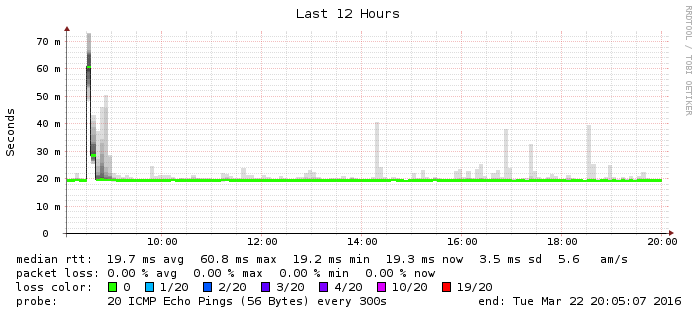 Last 12 Hours
RRDTOOL / TOBI OETIKER
Seconds
70 m
60 m
50 m
40 m
30 m
20 m
10 m
0
10:00 12:00 14:00 16:00 18:00 20:00
median rtt: 19.7 ms avg 60.8 ms max 19.2 ms min 19.3 ms now 3.5 ms sd 5.6 am/s
packet loss: 0.00 % avg 0.00 % max 0.00 % min 0.00 % now
loss color: 0 1/20 2/20 3/20 4/20 10/20 19/20
probe: 20 ICMP Echo Pings (56 Bytes) every 300s end: Tue Mar 22 20:05:07 2016